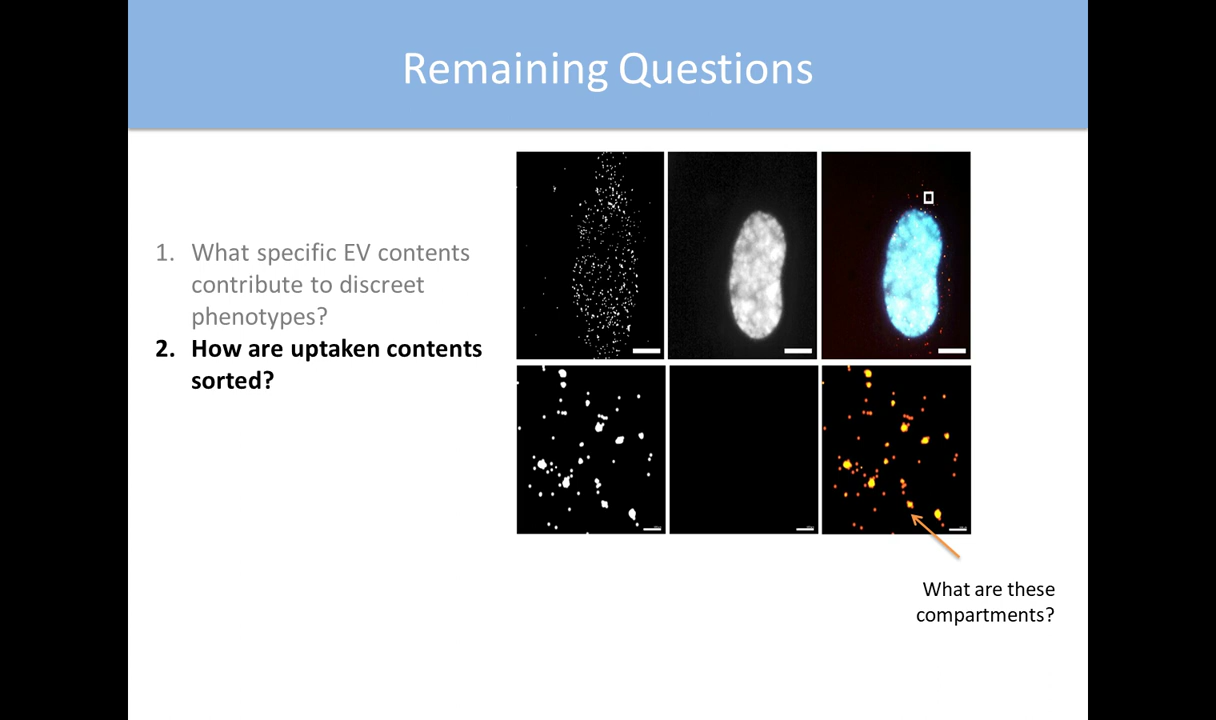 Remaining Questions
1. What specific EV contents
contribute to discreet
phenotypes?
2. How are uptaken contents
sorted?
What are these
compartments?